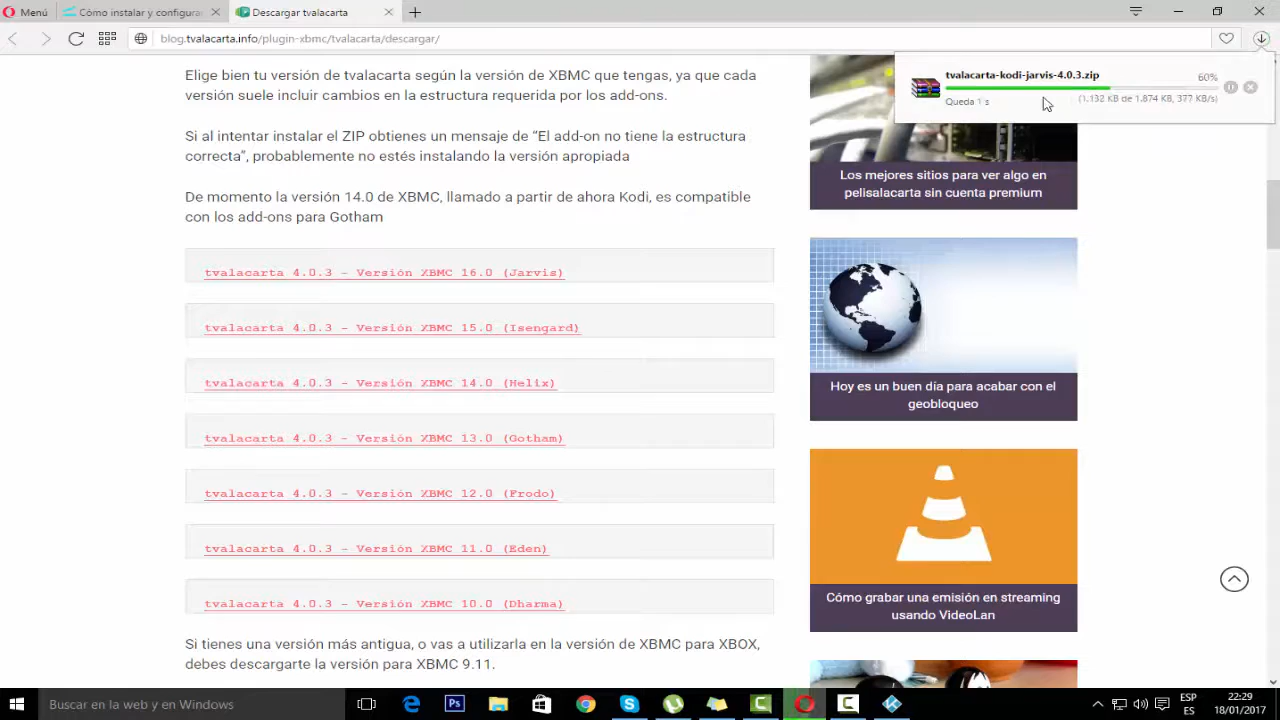 Menú
Cómo instalar y configurar
Descargar tvalacarta
blog.tvalacarta.info/plugin-xbmc/tvalacarta/descargar/
tvalacarta-kodi-jarvis-4.0.3.zip
60%
Queda 1 s
(1.132 KB de 1.874 KB, 377 KB/s)
Elige bien tu versión de tvalacarta según la versión de XBMC que tengas, ya que cada
versión suele incluir cambios en la estructura requerida por los add-ons.
Si al intentar instalar el ZIP obtienes un mensaje de “El add-on no tiene la estructura
correcta”, probablemente no estés instalando la versión apropiada
De momento la versión 14.0 de XBMC, llamado a partir de ahora Kodi, es compatible
con los add-ons para Gotham
tvalacarta 4.0.3 – Versión XBMC 16.0 (Jarvis)
tvalacarta 4.0.3 – Versión XBMC 15.0 (Isengard)
tvalacarta 4.0.3 – Versión XBMC 14.0 (Helix)
tvalacarta 4.0.3 – Versión XBMC 13.0 (Gotham)
tvalacarta 4.0.3 – Versión XBMC 12.0 (Frodo)
tvalacarta 4.0.3 – Versión XBMC 11.0 (Eden)
tvalacarta 4.0.3 – Versión XBMC 10.0 (Dharma)
Si tienes una versión más antigua, o vas a utilizarla en la versión de XBMC para XBOX,
debes descargarte la versión para XBMC 9.11.
Los mejores sitios para ver algo en
pelisalacarta sin cuenta premium
Hoy es un buen día para acabar con el
geobloqueo
Cómo grabar una emisión en streaming
usando VideoLan
Buscar en la web y en Windows
ESP
ES
22:29
18/01/2017